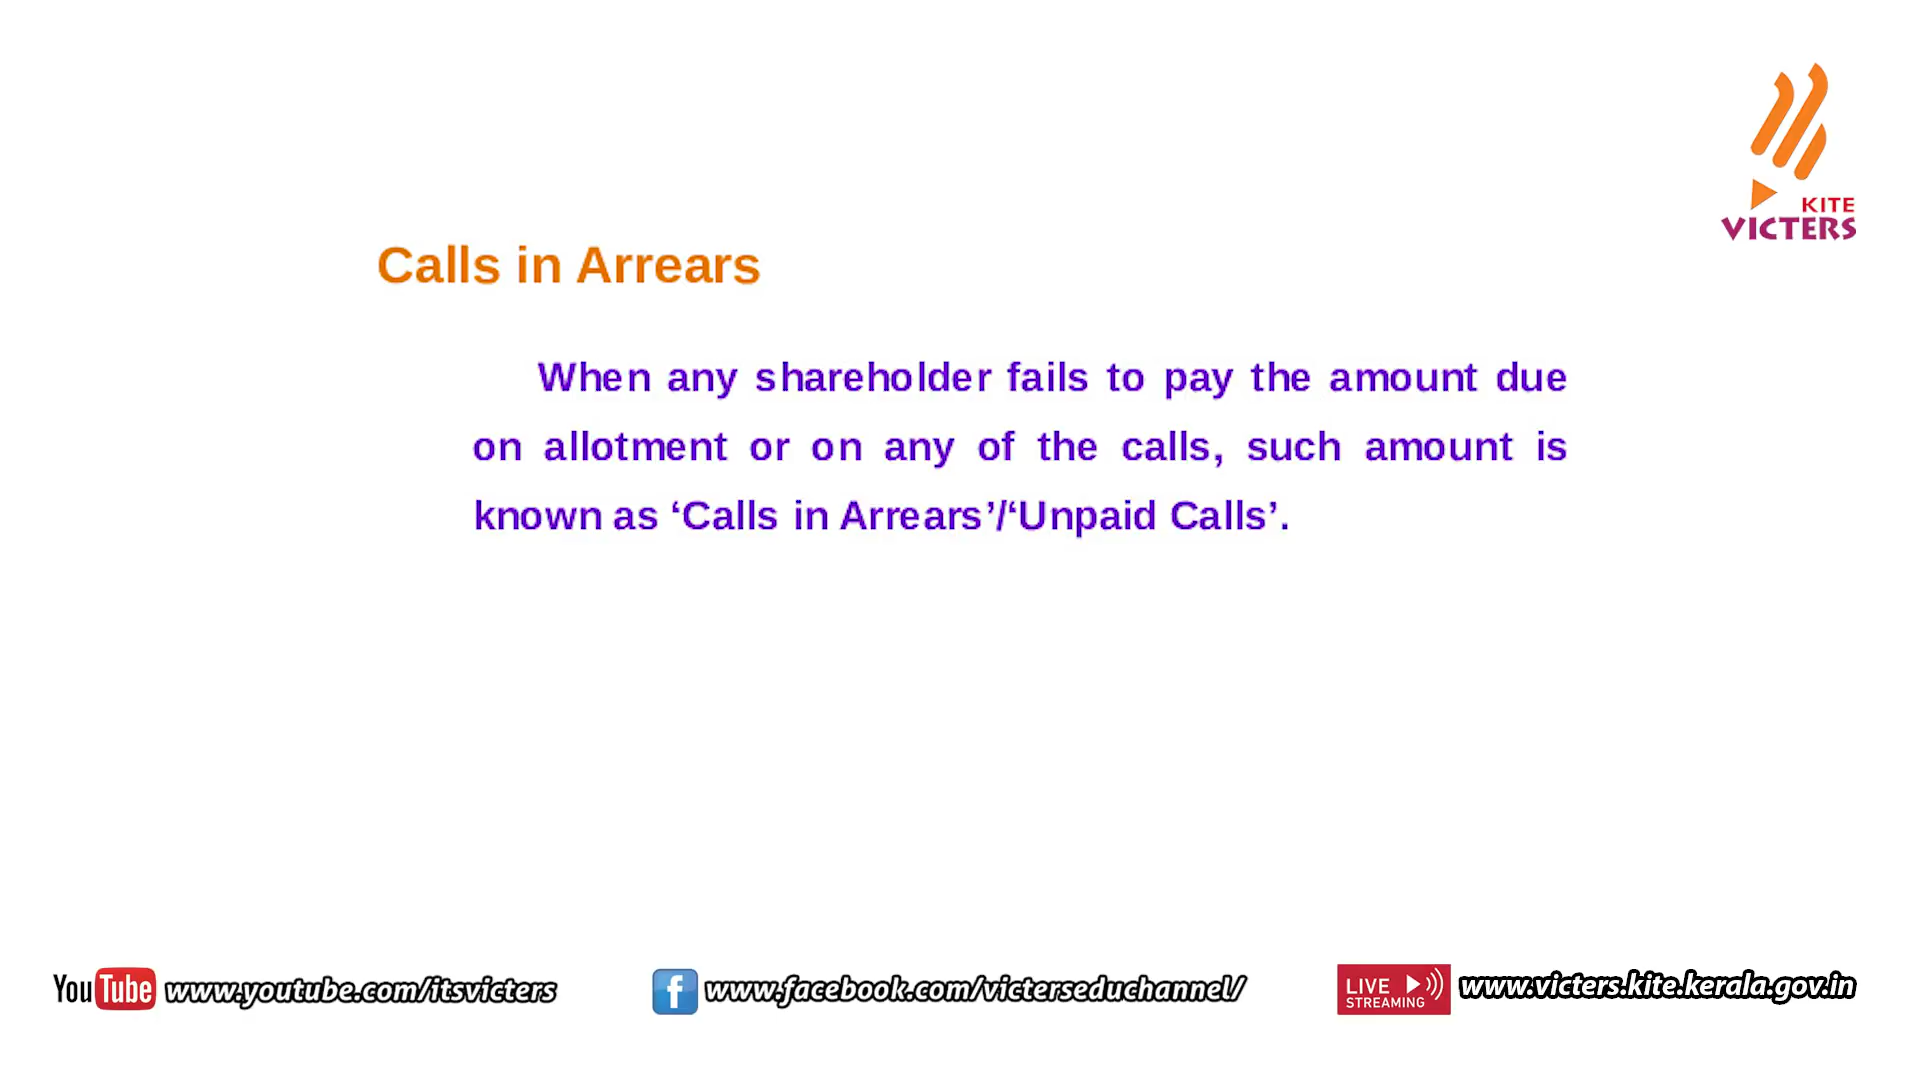 KITE
VICTERS
Calls in Arrears
When any shareholder fails to pay the amount due
on allotment or on any of the calls, such amount is
known as ‘Calls in Arrears’/‘Unpaid Calls’.
YouTube www.youtube.com/itsvicters
f www.facebook.com/victerseduchannel/
LIVE
STREAMING
www.victers.kite.kerala.gov.in